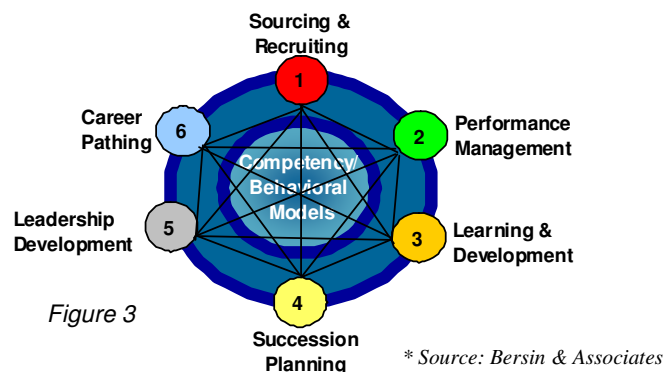 Sourcing &
Recruiting
1
Career
Pathing
6
2
Performance
Management
Competency/
Behavioral
Models
Leadership
Development
5
3
Learning &
Development
4
Figure 3
Succession
Planning
* Source: Bersin & Associates